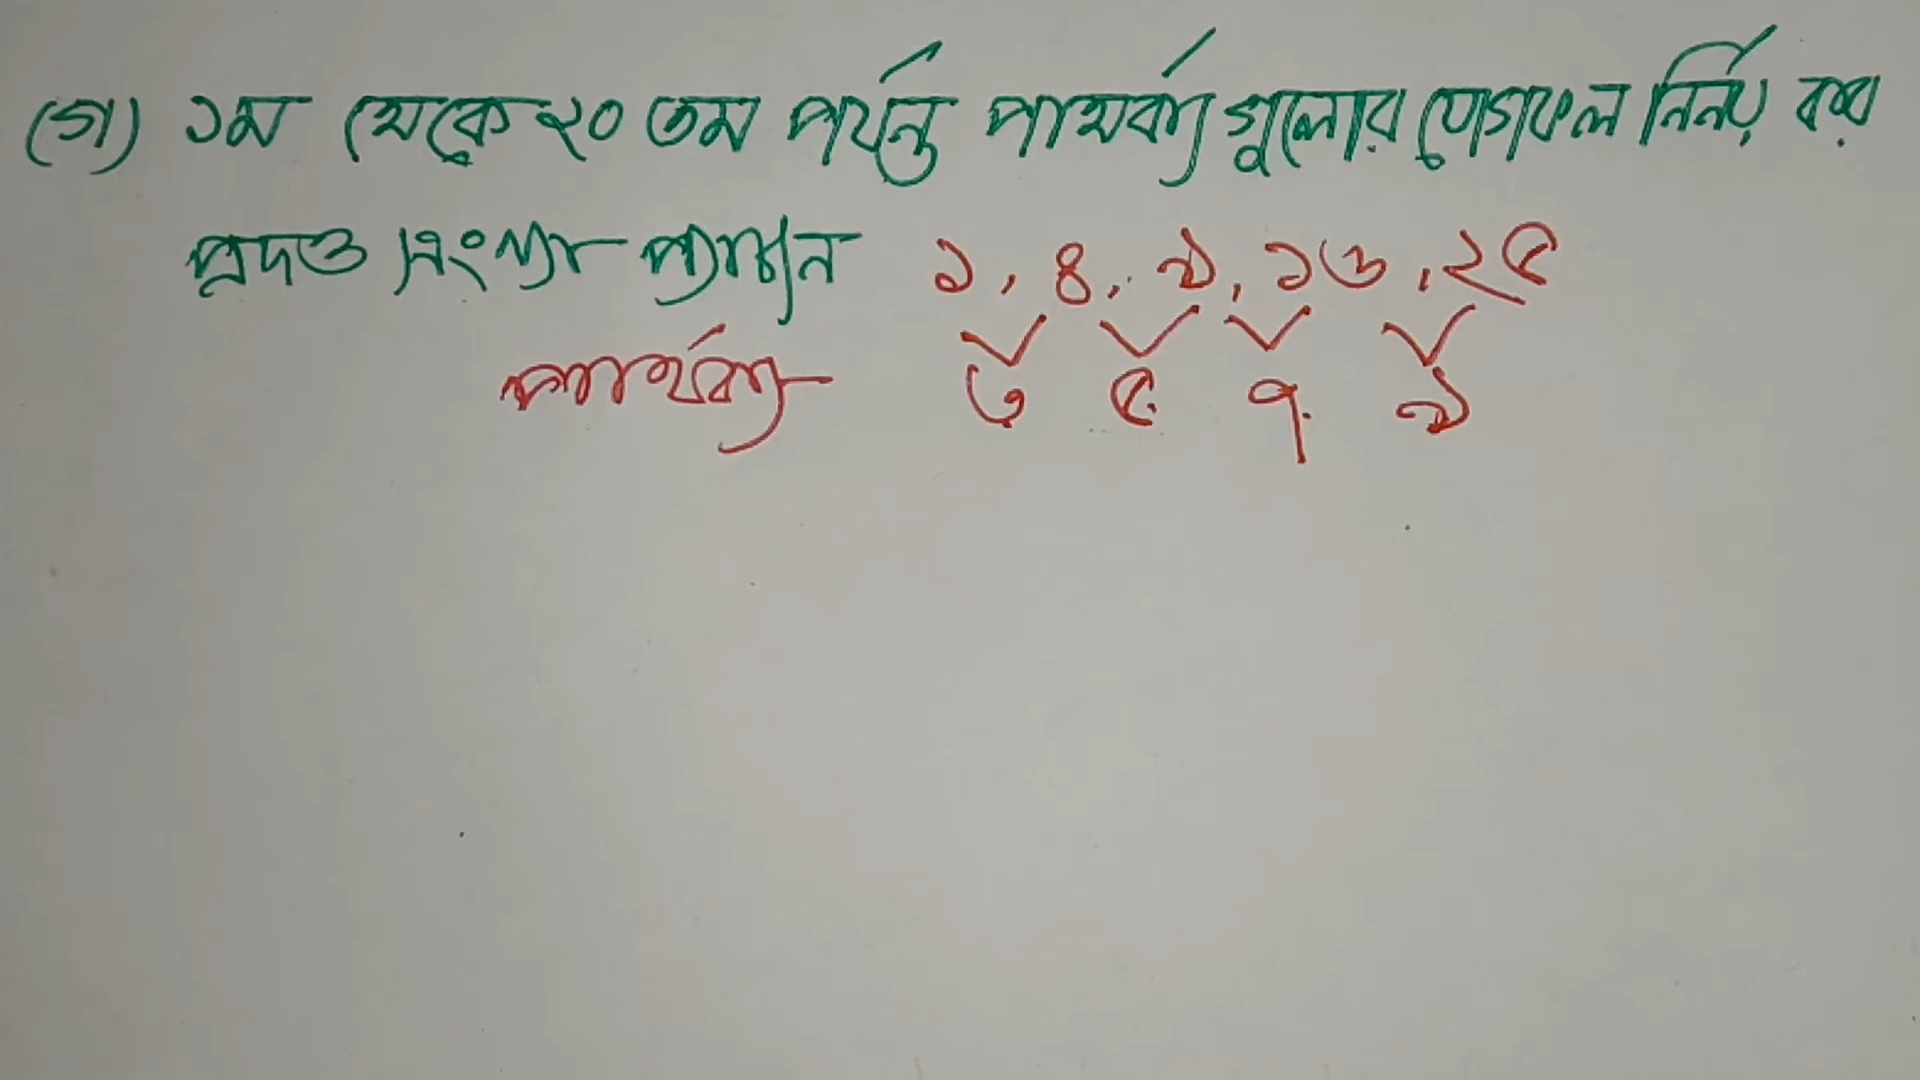 (গ) ১ম থেকে ২০ তম পর্যন্ত পার্থক্য গুলোর যোগফল নির্নয় কর
প্রদত্ত সংখ্যা প্যাটার্ন ১, ৪, ৯, ১৬, ২৫
পার্থক্য ৩ ৫ ৭ ৯